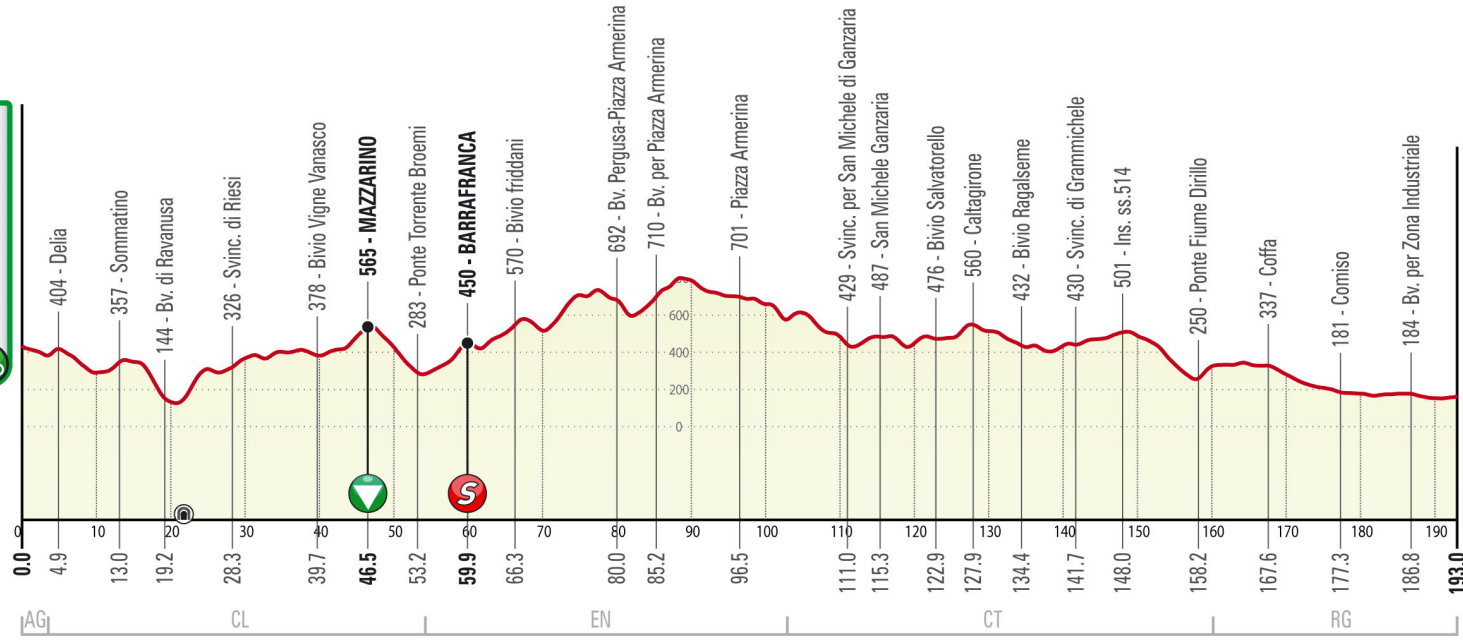 404 - Delia
357 - Sommatino
144 - Bv. di Ravanusa
326 - Svinc. di Riesi
378 - Bivio Vigne Vanasco
565 - MAZZARINO
283 - Ponte Torrente Broemi
450 - BARRAFRANCA
570 - Bivio friddani
692 - Bv. Pergusa-Piazza Armerina
710 - Bv. per Piazza Armerina
701 - Piazza Armerina
429 - Svinc. per San Michele di Ganzaria
487 - San Michele Ganzaria
476 - Bivio Salvatorello
560 - Caltagirone
432 - Bivio Ragalseme
430 - Svinc. di Grammichele
501 - Ins. ss.514
250 - Ponte Fiume Dirillo
337 - Coffa
181 - Comiso
184 - Bv. per Zona Industriale
600
400
200
0
S
0 10 20 30 40 50 60 70 80 90 100 110 120 130 140 150 160 170 180 190
0.0 4.9 13.0 19.2 28.3 39.7 46.5 53.2 59.9 66.3 80.0 85.2 96.5 111.0 115.3 122.9 127.9 134.4 141.7 148.0 158.2 167.6 177.3 186.8 193.0
AG CL EN CT RG